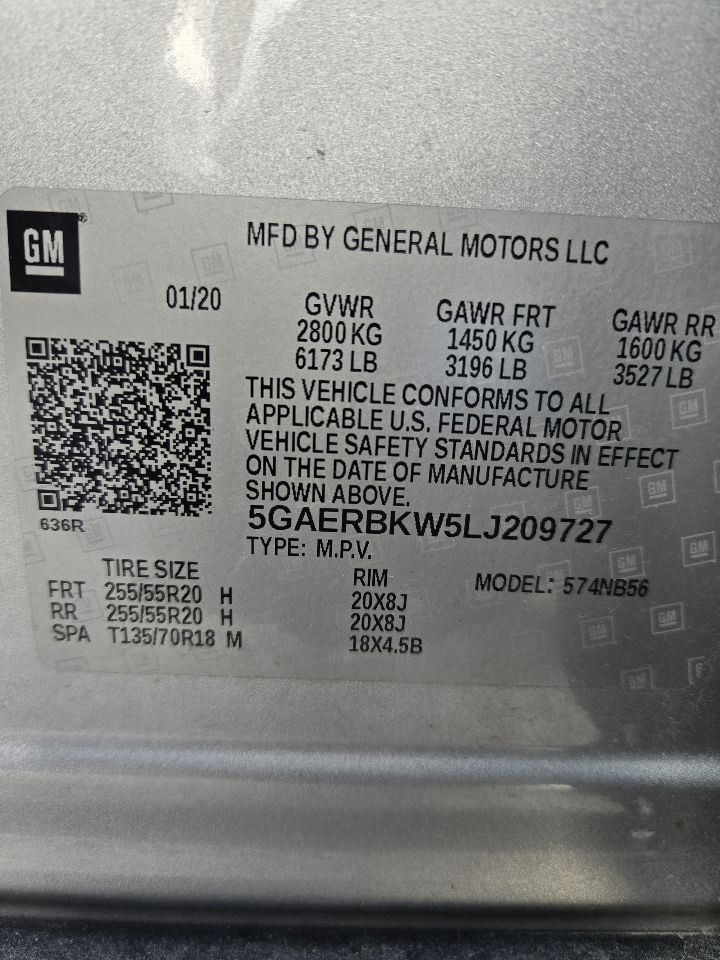 GM
MFD BY GENERAL MOTORS LLC
01/20
GVWR
2800 KG
6173 LB
GAWR FRT
1450 KG
3196 LB
GAWR RR
1600 KG
3527 LB
THIS VEHICLE CONFORMS TO ALL
APPLICABLE U.S. FEDERAL MOTOR
VEHICLE SAFETY STANDARDS IN EFFECT
ON THE DATE OF MANUFACTURE
SHOWN ABOVE.
636R
5GAERBKW5LJ209727
TYPE: M.P.V.
MODEL: 574NB56
TIRE SIZE RIM
FRT 255/55R20 H 20X8J
RR 255/55R20 H 20X8J
SPA T135/70R18 M 18X4.5B